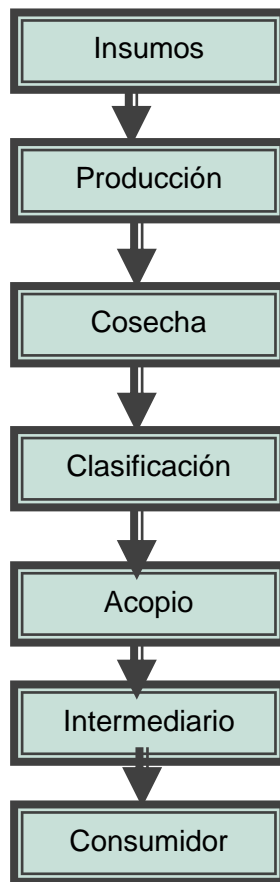 Insumos
Producción
Cosecha
Clasificación
Acopio
Intermediario
Consumidor